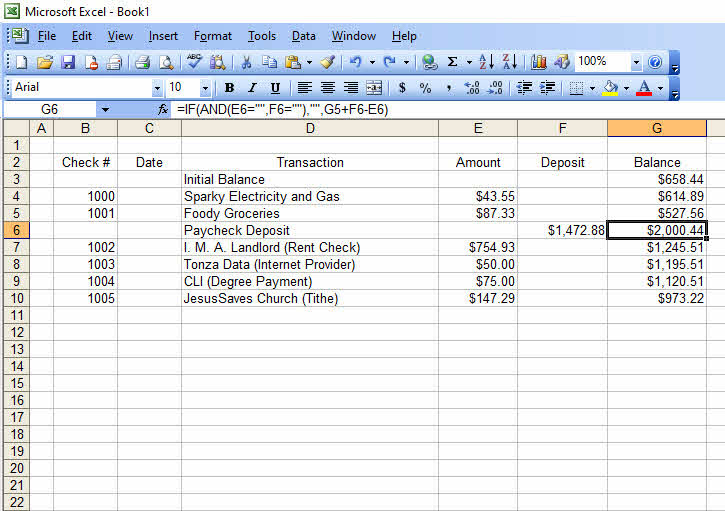 Microsoft Excel - Book1
File Edit View Insert Format Tools Data Window Help
ABC Σ A Z Z A 100% ?
Arial 10 B I U a $ % , .0 .00 .00 .0 A
G6 fx =IF(AND(E6="",F6=""),"",G5+F6-E6)
A B C D E F G
1
2 Check # Date Transaction Amount Deposit Balance
3 Initial Balance $658.44
4 1000 Sparky Electricity and Gas $43.55 $614.89
5 1001 Foody Groceries $87.33 $527.56
6 Paycheck Deposit $1,472.88 $2,000.44
7 1002 I. M. A. Landlord (Rent Check) $754.93 $1,245.51
8 1003 Tonza Data (Internet Provider) $50.00 $1,195.51
9 1004 CLI (Degree Payment) $75.00 $1,120.51
10 1005 JesusSaves Church (Tithe) $147.29 $973.22
11
12
13
14
15
16
17
18
19
20
21
22